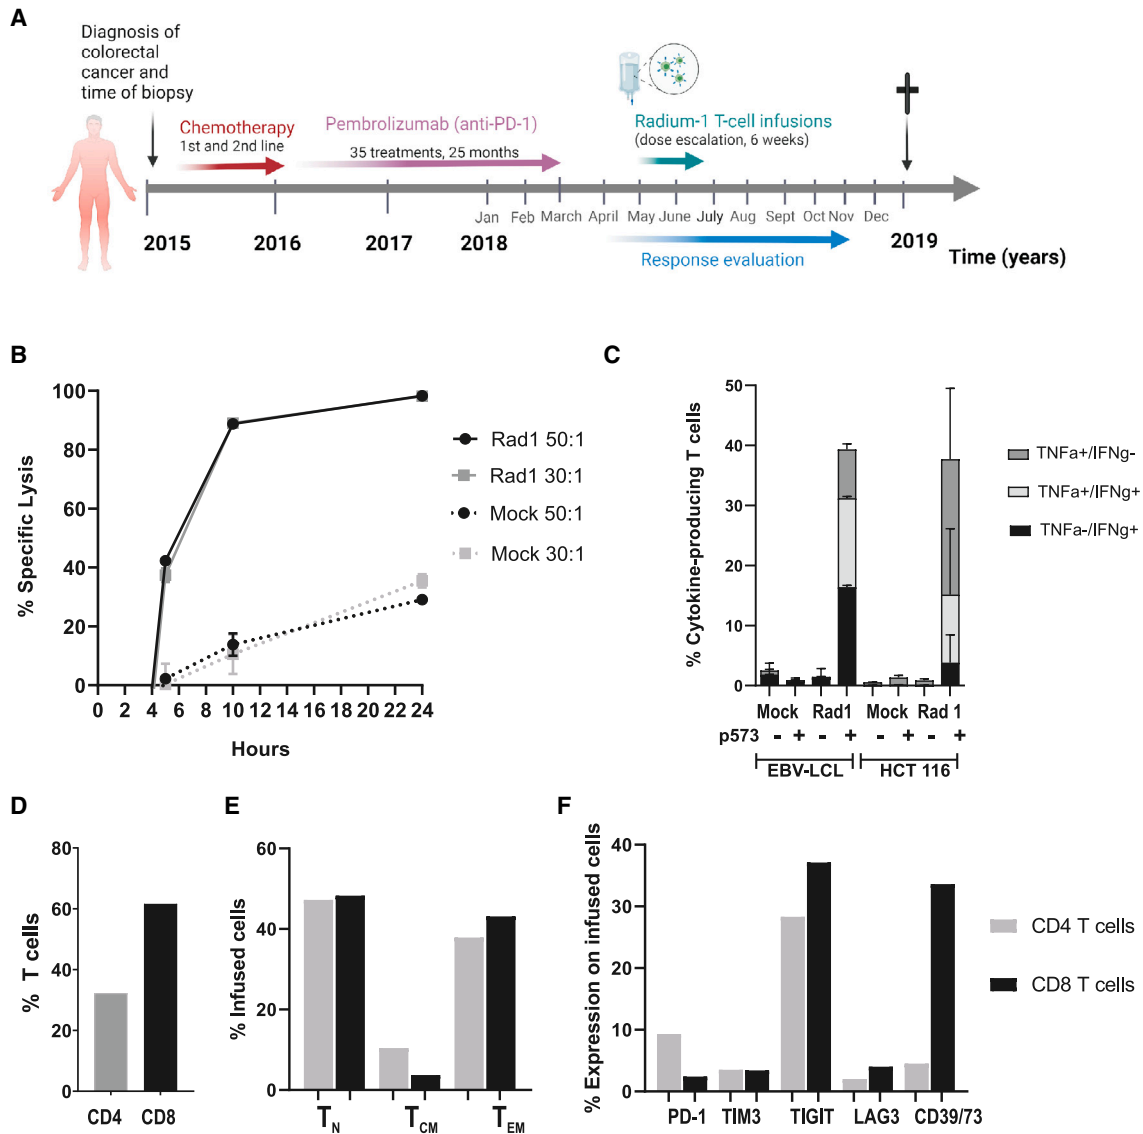 A
Diagnosis of
colorectal
cancer and
time of biopsy
Chemotherapy
1st and 2nd line
Pembrolizumab (anti-PD-1)
35 treatments, 25 months
Radium-1 T-cell infusions
(dose escalation, 6 weeks)
Jan Feb March April May June July Aug Sept Oct Nov Dec
2015 2016 2017 2018 2019
Response evaluation
Time (years)
B
% Specific Lysis
100
80
60
40
20
0
0 2 4 6 8 10 12 14 16 18 20 22 24
Hours
Rad1 50:1
Rad1 30:1
Mock 50:1
Mock 30:1
C
% Cytokine-producing T cells
50
40
30
20
10
0
Mock Rad1 Mock Rad 1
p573 - + - + - + - +
EBV-LCL HCT 116
TNFa+/IFNg-
TNFa+/IFNg+
TNFa-/IFNg+
D
% T cells
80
60
40
20
0
CD4 CD8
E
% Infused cells
60
40
20
0
TN TCM TEM
F
% Expression on infused cells
40
30
20
10
0
PD-1 TIM3 TIGIT LAG3 CD39/73
CD4 T cells
CD8 T cells